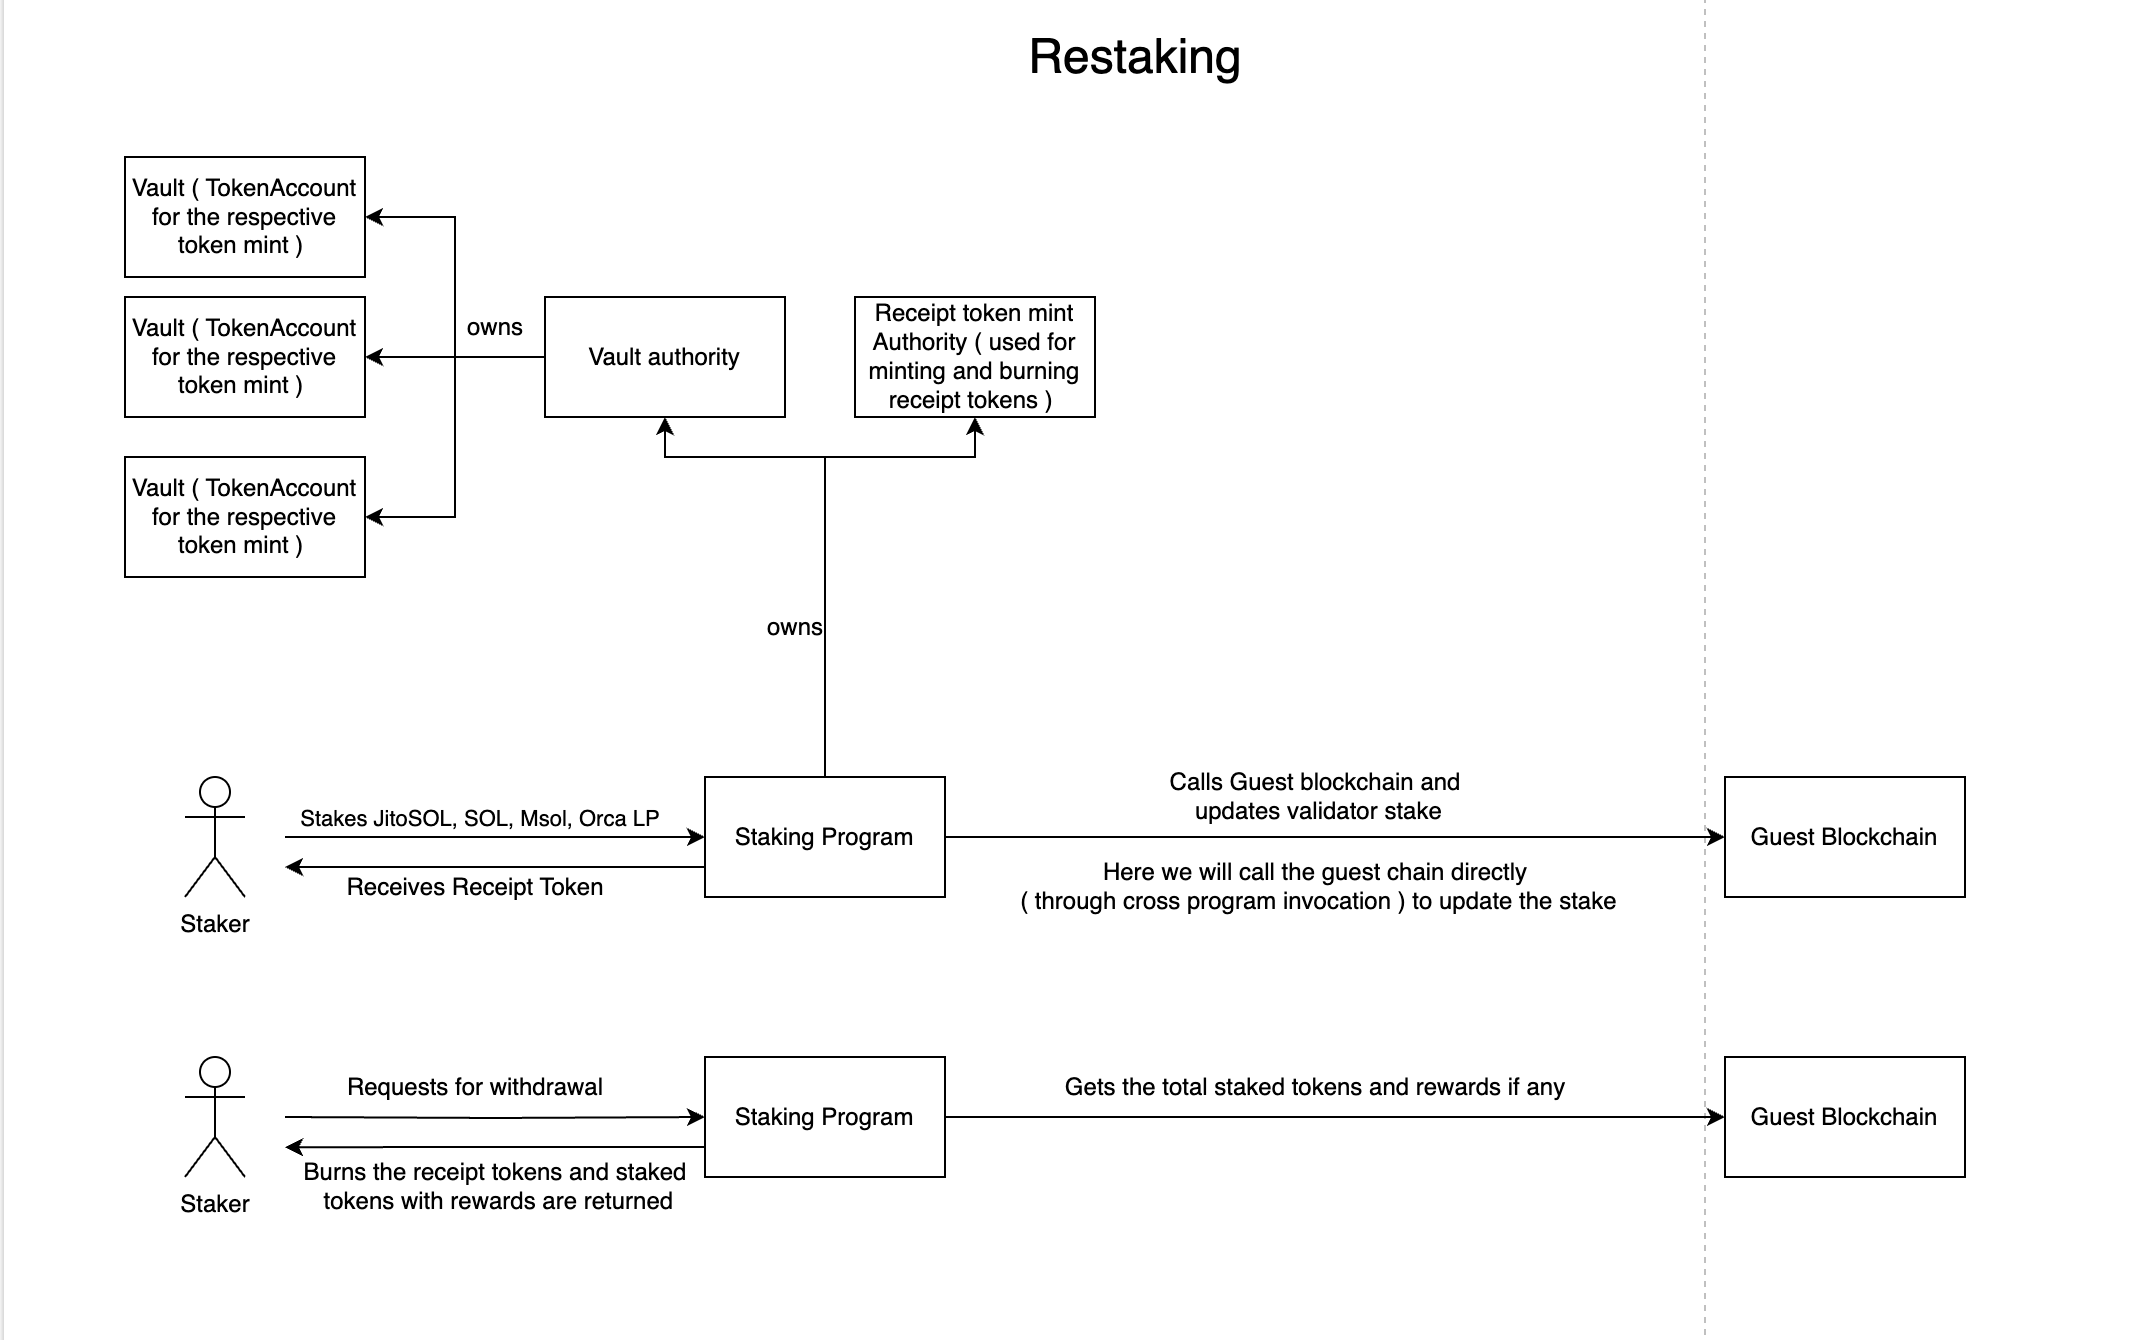 Restaking
Vault ( TokenAccount
for the respective
token mint )
Vault ( TokenAccount
for the respective
token mint )
Vault ( TokenAccount
for the respective
token mint )
owns
Vault authority
Receipt token mint
Authority ( used for
minting and burning
receipt tokens )
owns
Staker
Stakes JitoSOL, SOL, Msol, Orca LP
Receives Receipt Token
Staking Program
Calls Guest blockchain and
updates validator stake
Here we will call the guest chain directly
( through cross program invocation ) to update the stake
Guest Blockchain
Staker
Requests for withdrawal
Burns the receipt tokens and staked
tokens with rewards are returned
Staking Program
Gets the total staked tokens and rewards if any
Guest Blockchain